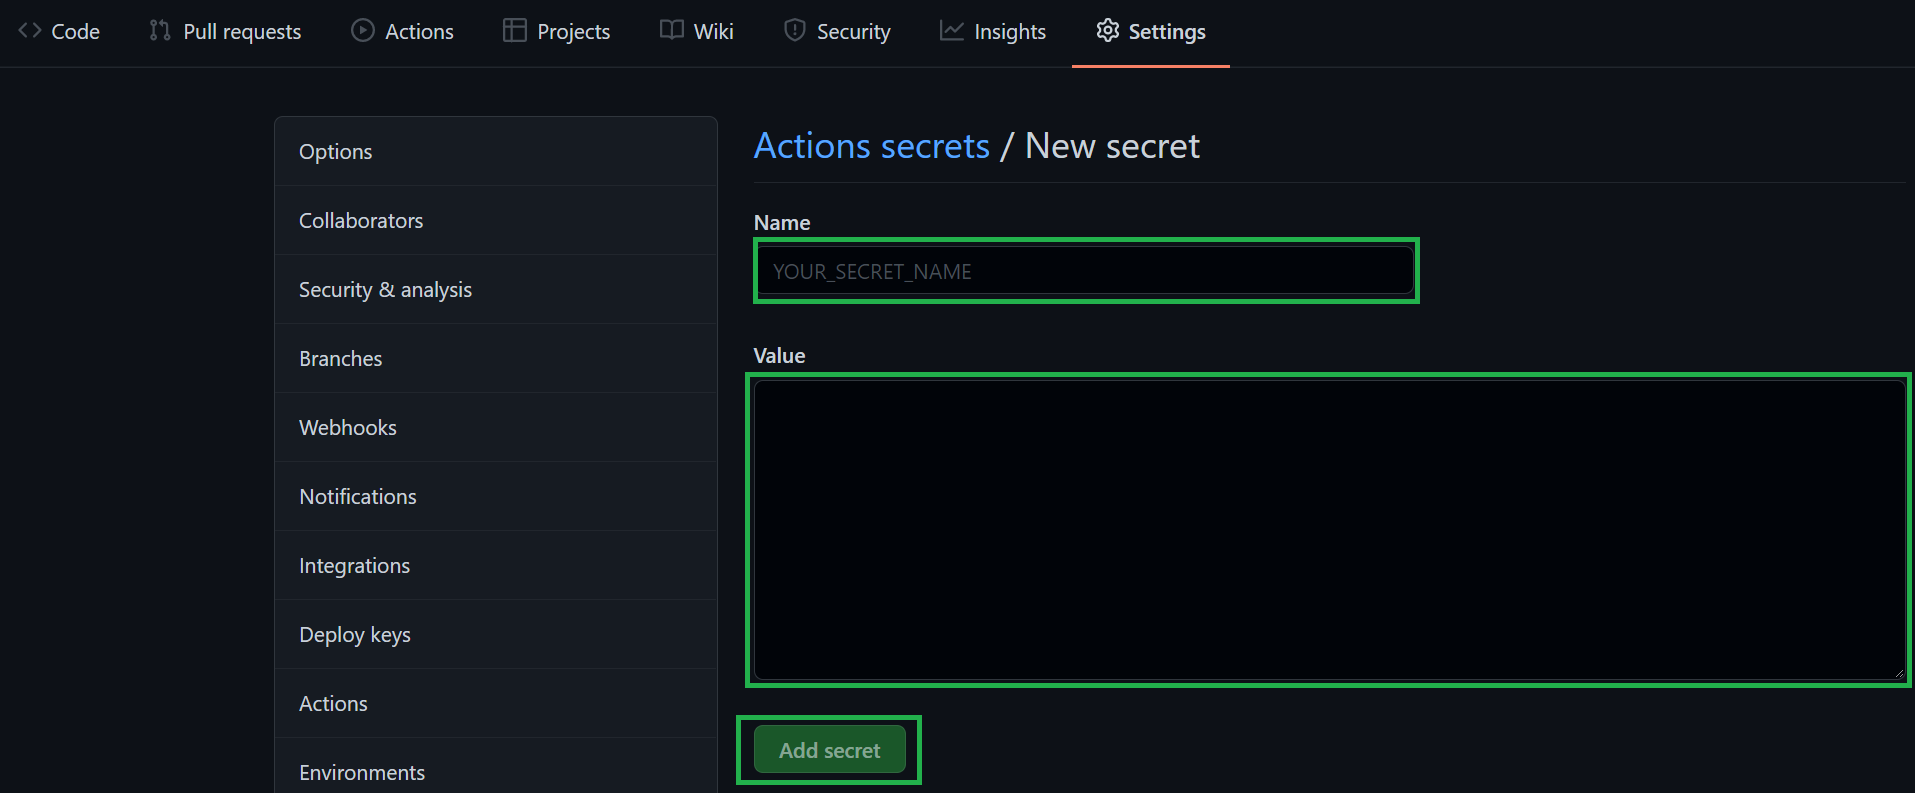 Code Pull requests Actions Projects Wiki Security Insights Settings
Options
Collaborators
Security & analysis
Branches
Webhooks
Notifications
Integrations
Deploy keys
Actions
Environments
Actions secrets / New secret
Name
YOUR_SECRET_NAME
Value
Add secret